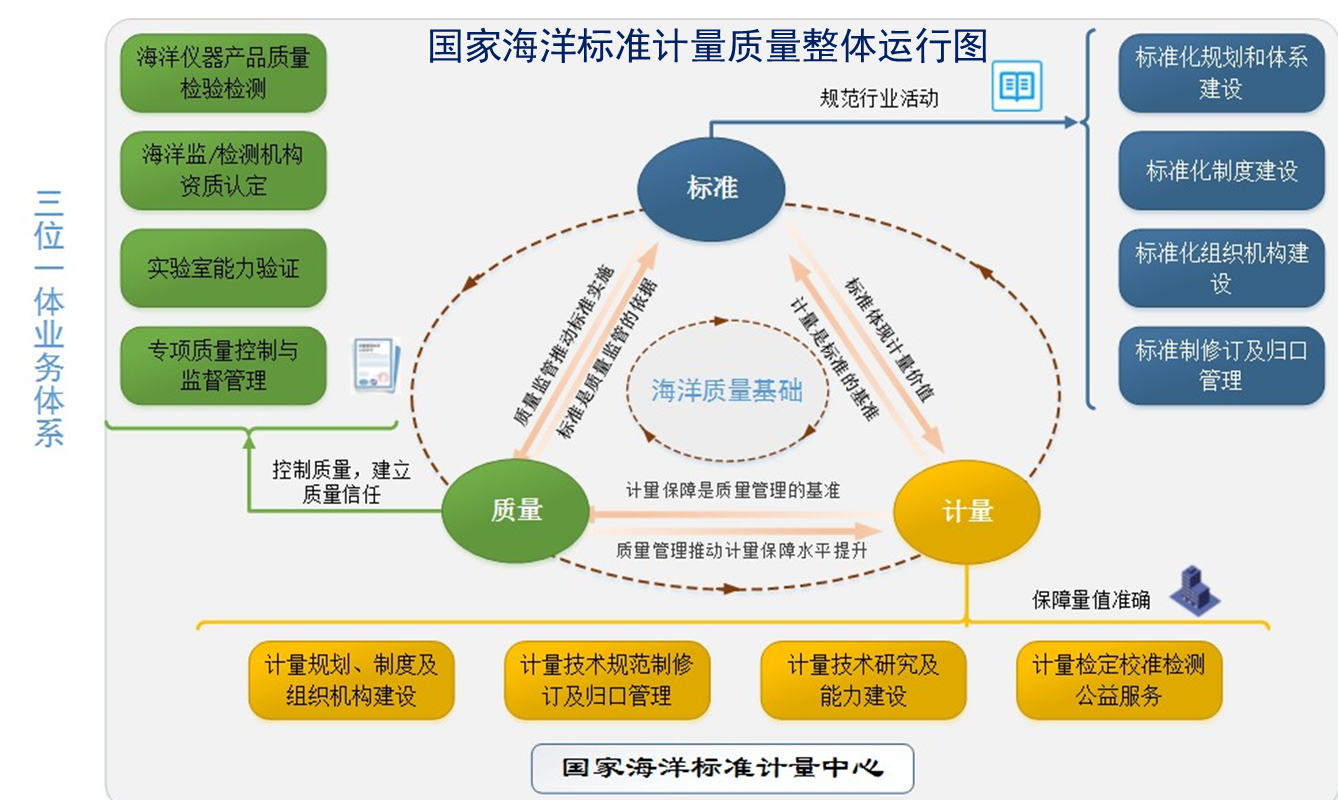 国家海洋标准计量质量整体运行图
三位一体业务体系
海洋仪器产品质量
检验检测
海洋监/检测机构
资质认定
实验室能力验证
专项质量控制与
监督管理
控制质量，建立
质量信任
规范行业活动
标准化规划和体系
建设
标准化制度建设
标准化组织机构建
设
标准制修订及归口
管理
标准
质量监管推动标准实施
标准是质量监管的依据
标准体现计量价值
计量是标准的基准
海洋质量基础
质量
计量
计量保障是质量管理的基准
质量管理推动计量保障水平提升
保障量值准确
计量规划、制度及
组织机构建设
计量技术规范制修
订及归口管理
计量技术研究及
能力建设
计量检定校准检测
公益服务
国家海洋标准计量中心